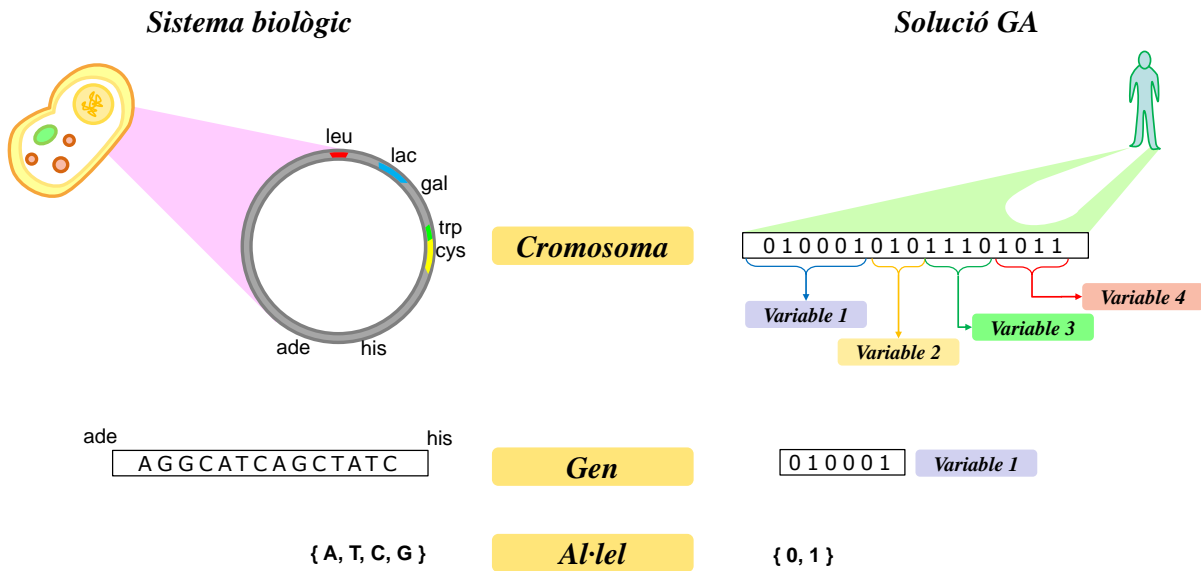 Sistema biològic
Solució GA
leu
lac
gal
trp
cys
ade
his
Cromosoma
0 1 0 0 0 1 0 1 0 1 1 1 0 1 0 1 1
Variable 1
Variable 2
Variable 3
Variable 4
ade
his
A G G C A T C A G C T A T C
Gen
0 1 0 0 0 1
Variable 1
{ A, T, C, G }
Al·lel
{ 0, 1 }